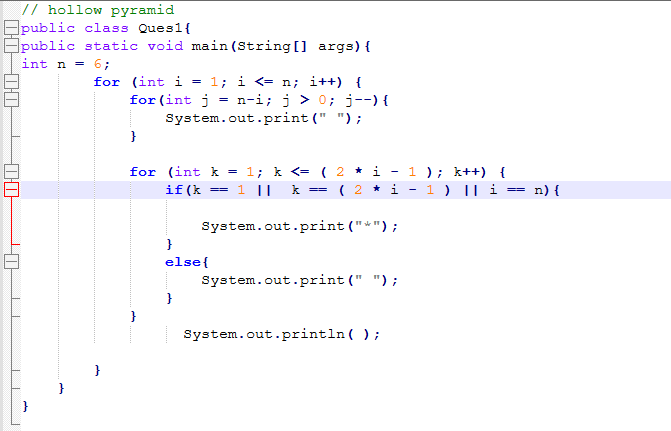 // hollow pyramid
public class Ques1{
public static void main(String[] args){
int n = 6;
for (int i = 1; i <= n; i++) {
for(int j = n-i; j > 0; j--){
System.out.print(" ");
}
for (int k = 1; k <= ( 2 * i - 1 ); k++) {
if(k == 1 ||  k == ( 2 * i - 1 ) || i == n){
System.out.print("*");
}
else{
System.out.print(" ");
}
}
System.out.println( );
}
}
}